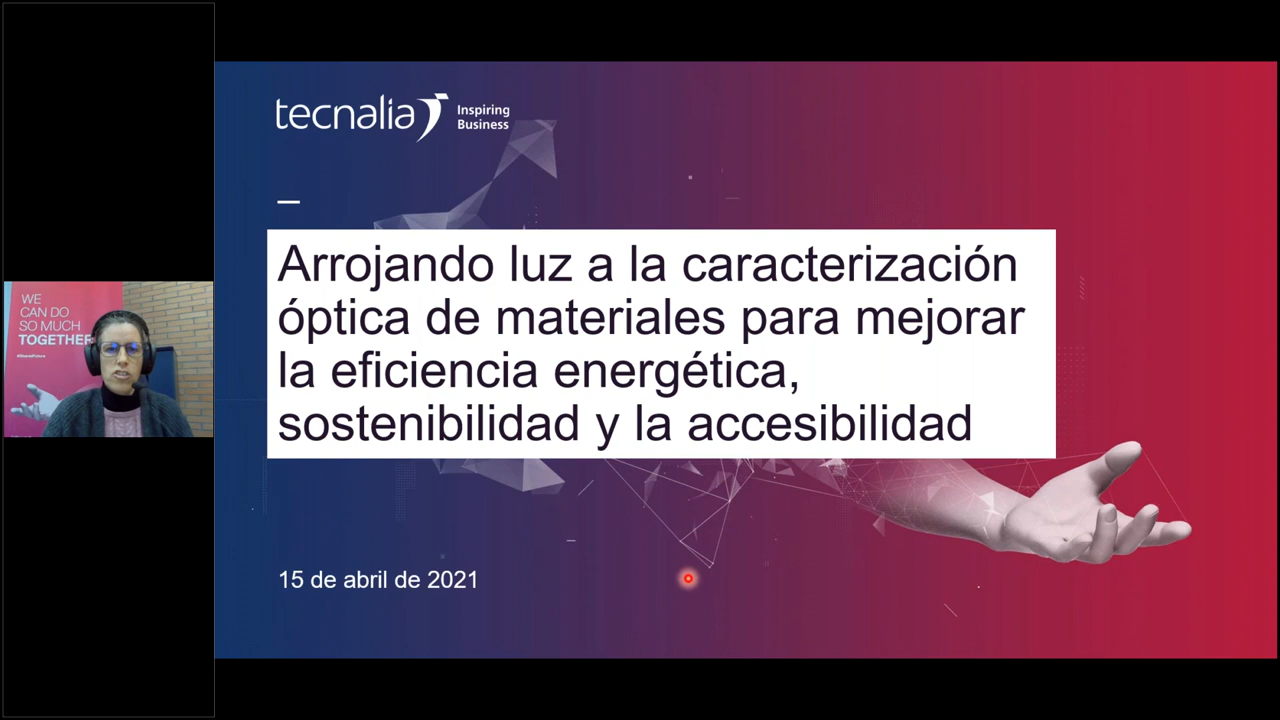 WE
CAN DO
SO MUCH
TOGETHER
tecnalia
Inspiring
Business
Arrojando luz a la caracterización
óptica de materiales para mejorar
la eficiencia energética,
sostenibilidad y la accesibilidad
15 de abril de 2021